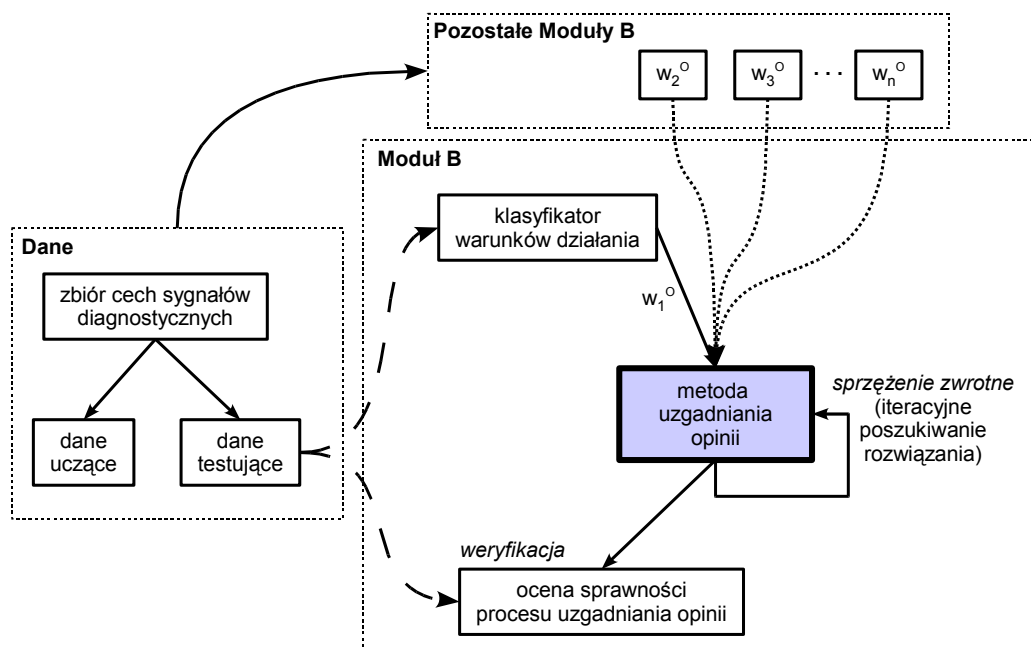 Pozostałe Moduły B
w₂ᴼ w₃ᴼ . . . wₙᴼ
Moduł B
klasyfikator
warunków działania
w₁ᴼ
Dane
zbiór cech sygnałów
diagnostycznych
dane
uczące
dane
testujące
metoda
uzgadniania
opinii
sprzężenie zwrotne
(iteracyjne
poszukiwanie
rozwiązania)
weryfikacja
ocena sprawności
procesu uzgadniania opinii